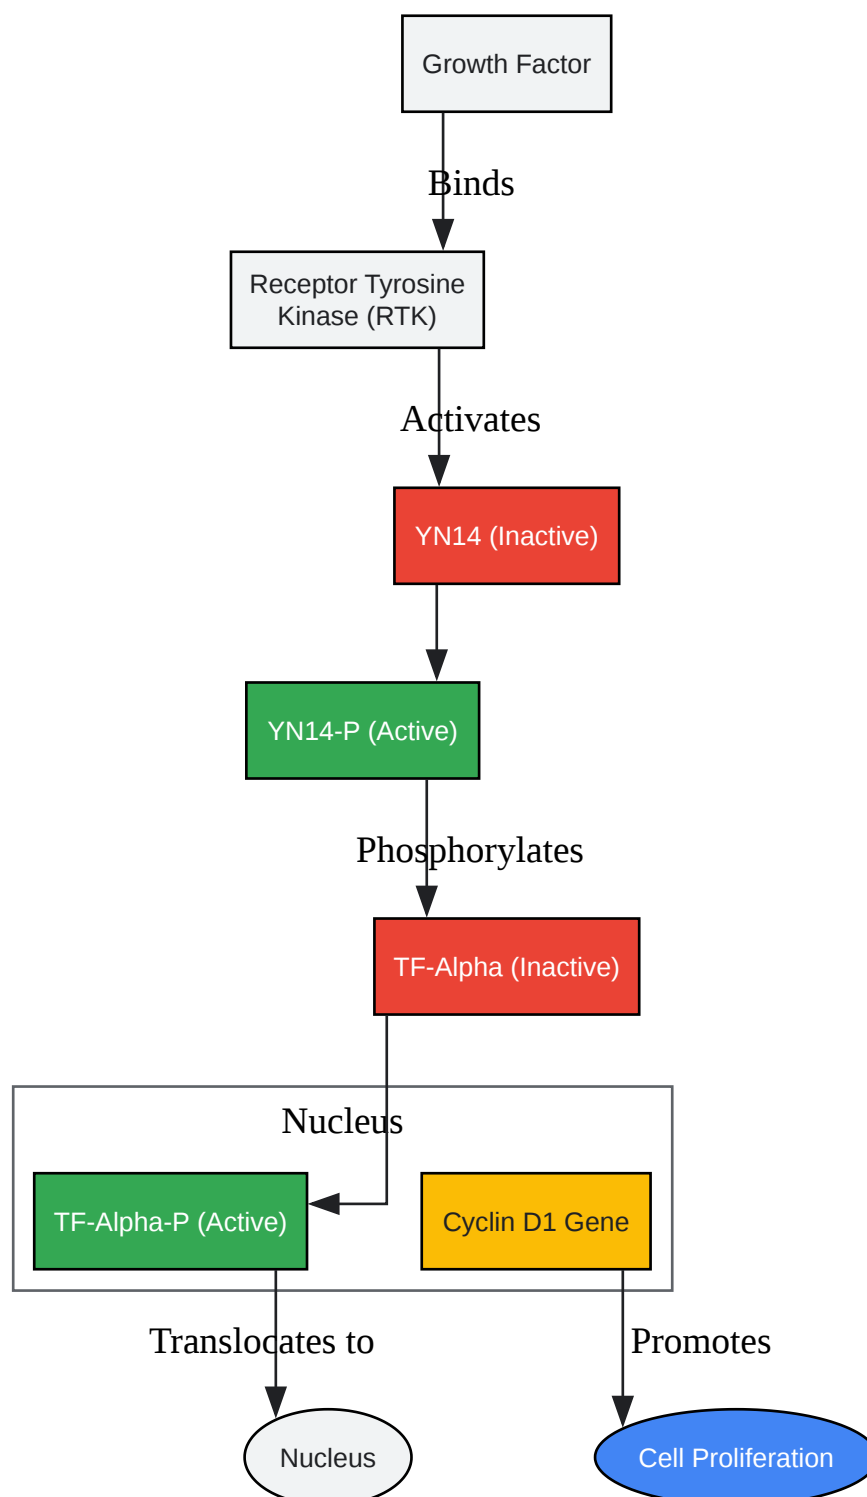 Growth Factor
Binds
Receptor Tyrosine
Kinase (RTK)
Activates
YN14 (Inactive)
YN14-P (Active)
Phosphorylates
TF-Alpha (Inactive)
Nucleus
TF-Alpha-P (Active)
Cyclin D1 Gene
Translocates to
Promotes
Nucleus
Cell Proliferation